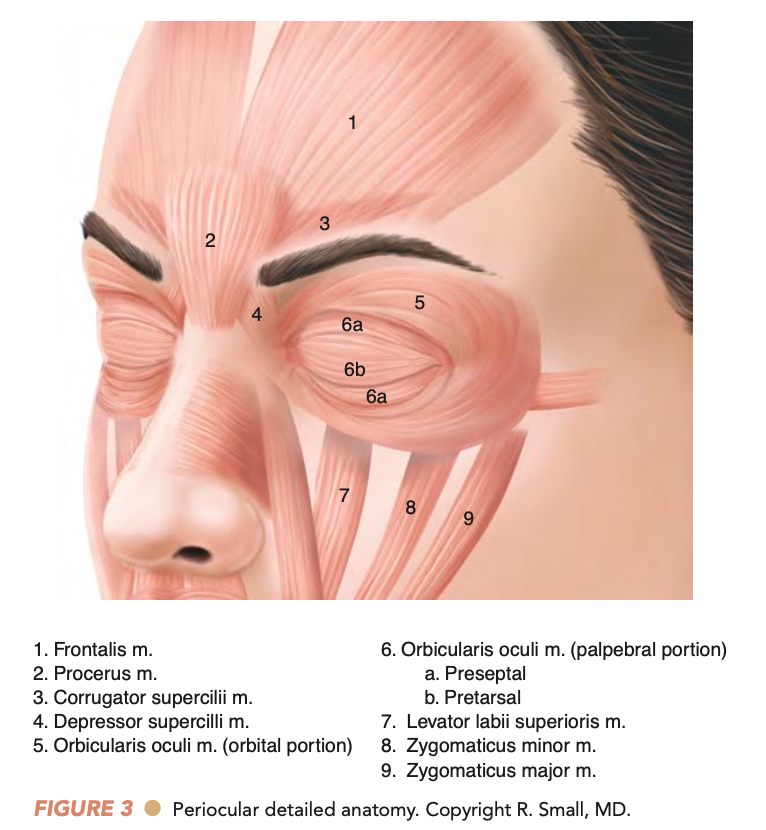 1
3
2
5
4
6a
6b
6a
7
8
9
1. Frontalis m.
2. Procerus m.
3. Corrugator supercilii m.
4. Depressor supercilli m.
5. Orbicularis oculi m. (orbital portion)
6. Orbicularis oculi m. (palpebral portion)
a. Preseptal
b. Pretarsal
7. Levator labii superioris m.
8. Zygomaticus minor m.
9. Zygomaticus major m.
FIGURE 3 ● Periocular detailed anatomy. Copyright R. Small, MD.